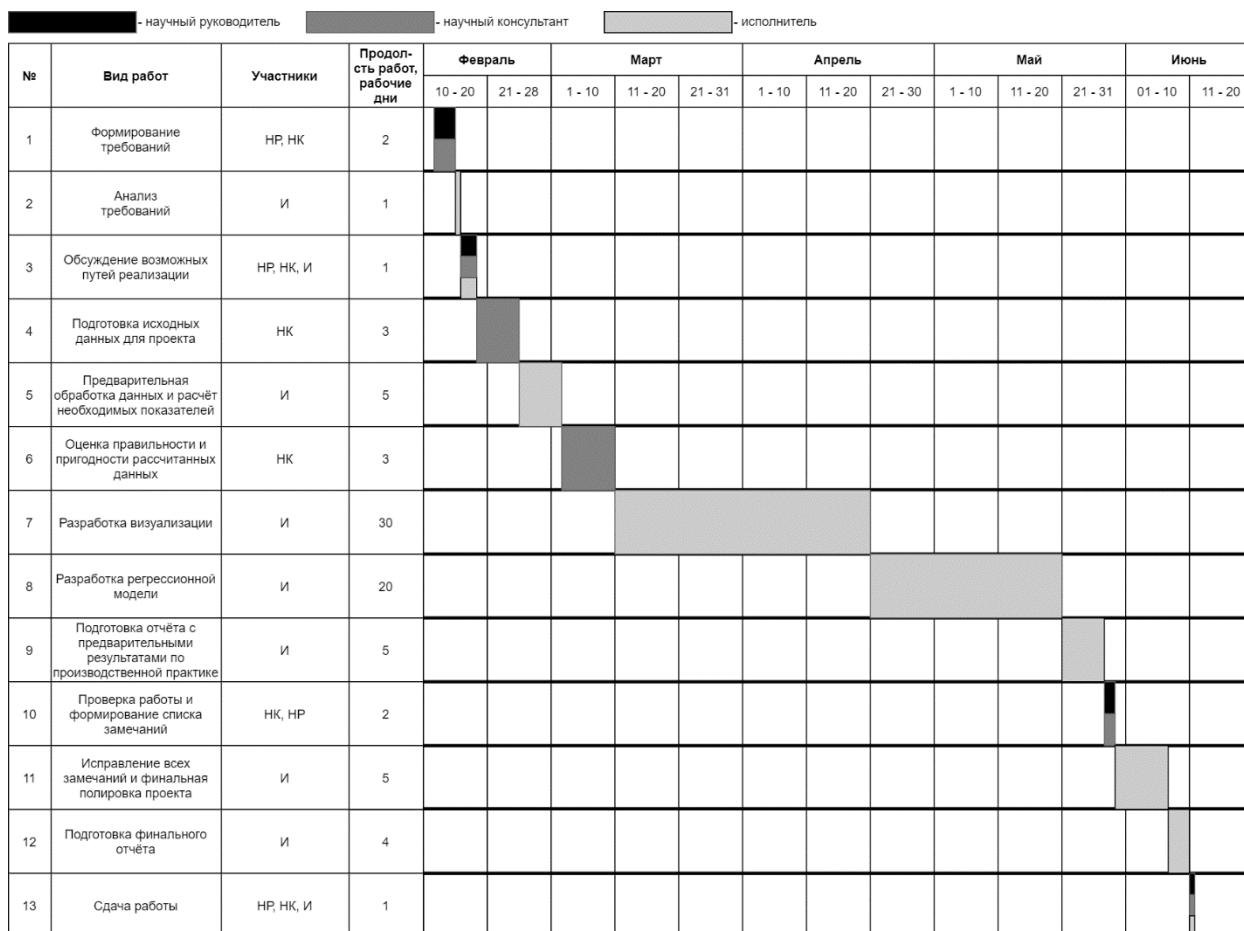 - научный руководитель - научный консультант - исполнитель
№ Вид работ Участники Продол-
сть работ,
рабочие
дни Февраль Март Апрель Май Июнь
10 - 20 21 - 28 1 - 10 11 - 20 21 - 31 1 - 10 11 - 20 21 - 30 1 - 10 11 - 20 21 - 31 01 - 10 11 - 20
1 Формирование
требований НР, НК 2
2 Анализ
требований И 1
3 Обсуждение возможных
путей реализации НР, НК, И 1
4 Подготовка исходных
данных для проекта НК 3
5 Предварительная
обработка данных и расчёт
необходимых показателей И 5
6 Оценка правильности и
пригодности рассчитанных
данных НК 3
7 Разработка визуализации И 30
8 Разработка регрессионной
модели И 20
9 Подготовка отчёта с
предварительными
результатами по
производственной практике И 5
10 Проверка работы и
формирование списка
замечаний НК, НР 2
11 Исправление всех
замечаний и финальная
полировка проекта И 5
12 Подготовка финального
отчёта И 4
13 Сдача работы НР, НК, И 1